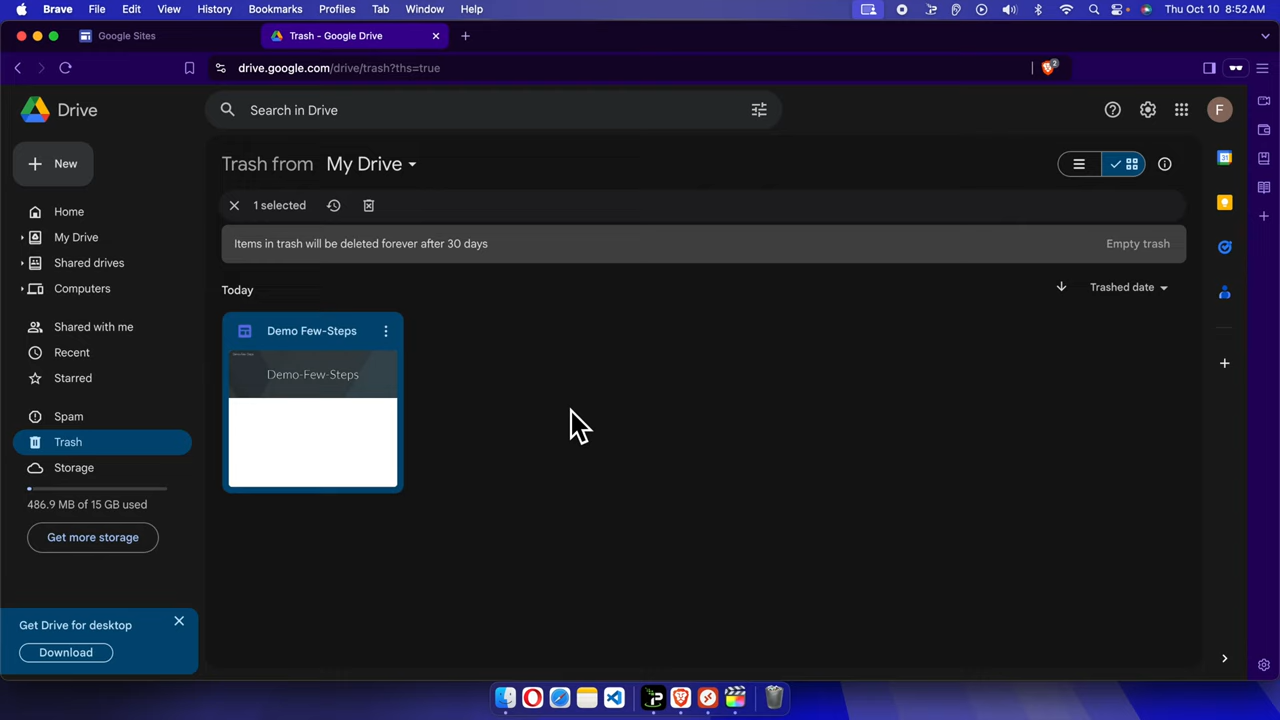 Brave File Edit View History Bookmarks Profiles Tab Window Help Thu Oct 10 8:52 AM
Google Sites
Trash - Google Drive
drive.google.com/drive/trash?ths=true
2
Drive
Search in Drive
F
New
Trash from My Drive
1 selected
Items in trash will be deleted forever after 30 days
Empty trash
Home
My Drive
Shared drives
Computers
Shared with me
Recent
Starred
Spam
Trash
Storage
486.9 MB of 15 GB used
Get more storage
Get Drive for desktop
Download
Today
Trashed date
Demo Few-Steps
Demo-Few-Steps
31